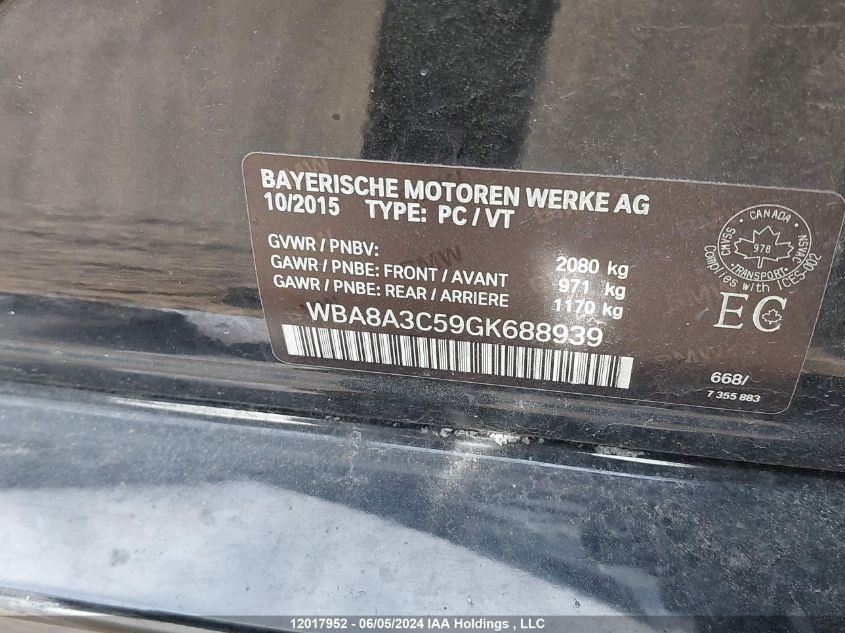 BAYERISCHE MOTOREN WERKE AG
10/2015 TYPE: PC / VT
GVWR / PNBV: 2080 kg
GAWR / PNBE: FRONT / AVANT 971 kg
GAWR / PNBE: REAR / ARRIERE 1170 kg
WBA8A3C59GK688939
CANADA
CMVSS 978 NSVAC
TRANSPORT
Complies with ICES-002
EC
668/
7 355 883
12017952 - 06/05/2024 IAA Holdings , LLC